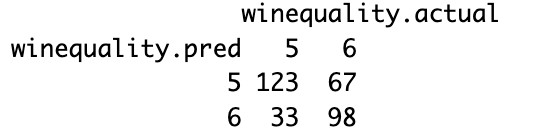 winequality.actual
winequality.pred 5 6
5 123 67
6 33 98